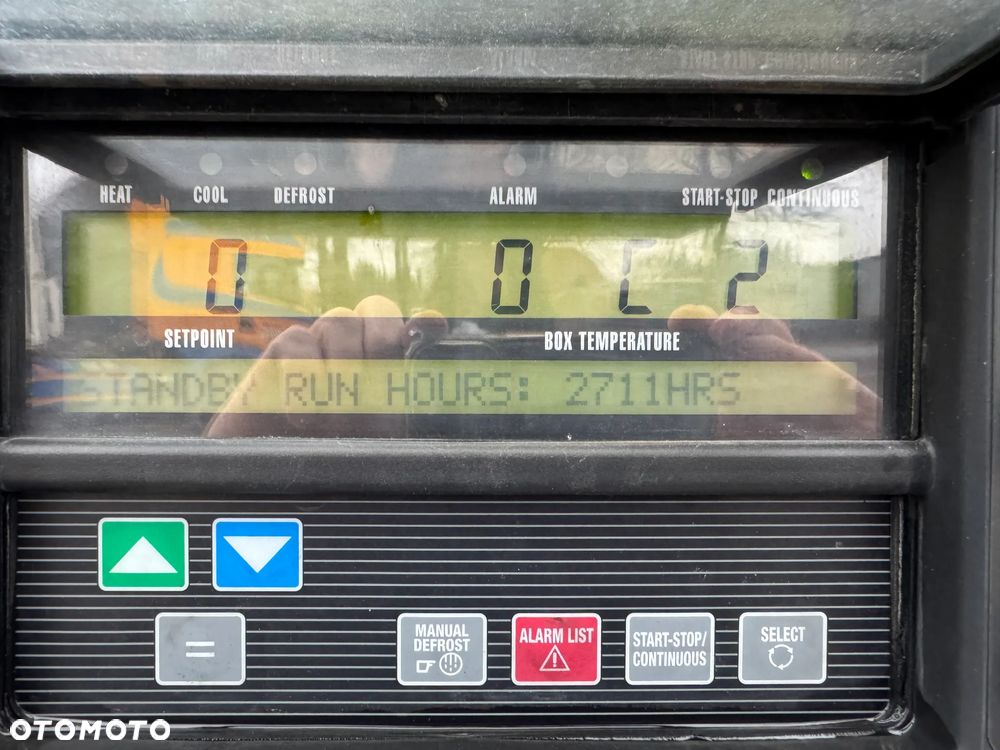 HEAT COOL DEFROST ALARM START-STOP CONTINUOUS
0 0 C 2
SETPOINT BOX TEMPERATURE
STANDBY RUN HOURS: 2711HRS
=
MANUAL DEFROST
ALARM LIST
START-STOP/
CONTINUOUS
SELECT
OTOMOTO